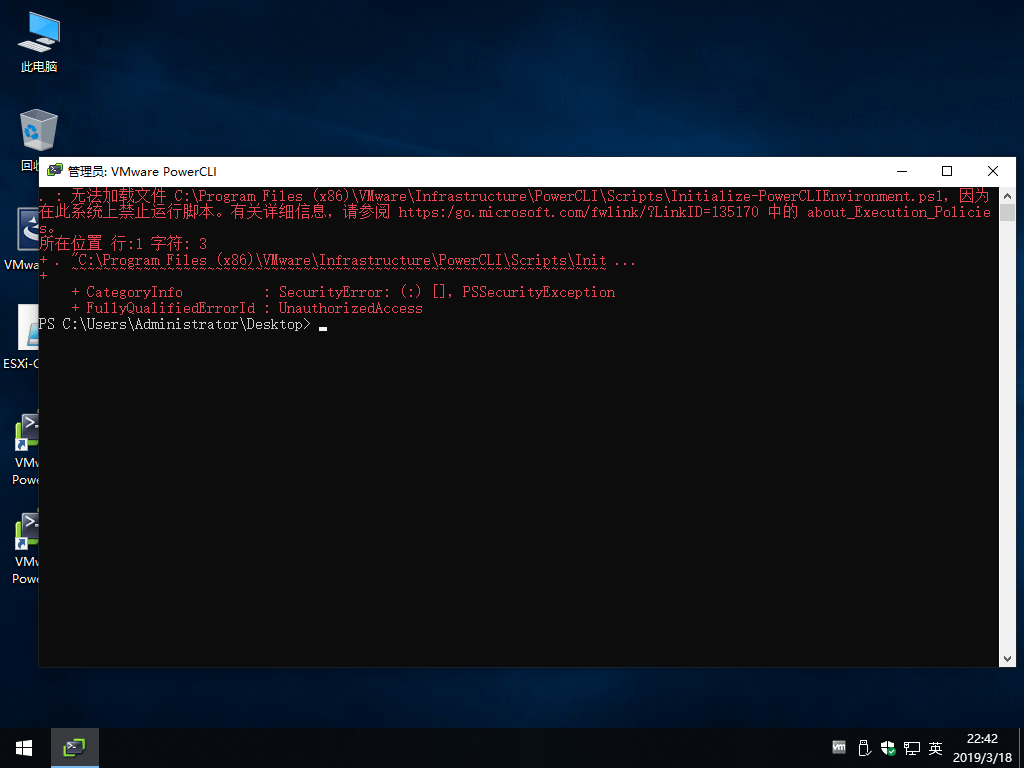 此电脑
回收
管理员: VMware PowerCLI
. : 无法加载文件 C:\Program Files (x86)\VMware\Infrastructure\PowerCLI\Scripts\Initialize-PowerCLIEnvironment.ps1，因为
在此系统上禁止运行脚本。有关详细信息，请参阅 https:/go.microsoft.com/fwlink/?LinkID=135170 中的 about_Execution_Policie
s。
所在位置 行:1 字符: 3
+ . "C:\Program Files (x86)\VMware\Infrastructure\PowerCLI\Scripts\Init ...
+ ~~~~~~~~~~~~~~~~~~~~~~~~~~~~~~~~~~~~~~~~~~~~~~~~~~~~~~~~~~~~~~~~~~~
+ CategoryInfo : SecurityError: (:) []，PSSecurityException
+ FullyQualifiedErrorId : UnauthorizedAccess
PS C:\Users\Administrator\Desktop>
VMwa
ESXi-C
VMw
Powe
VMw
Powe
vm
英
22:42
2019/3/18